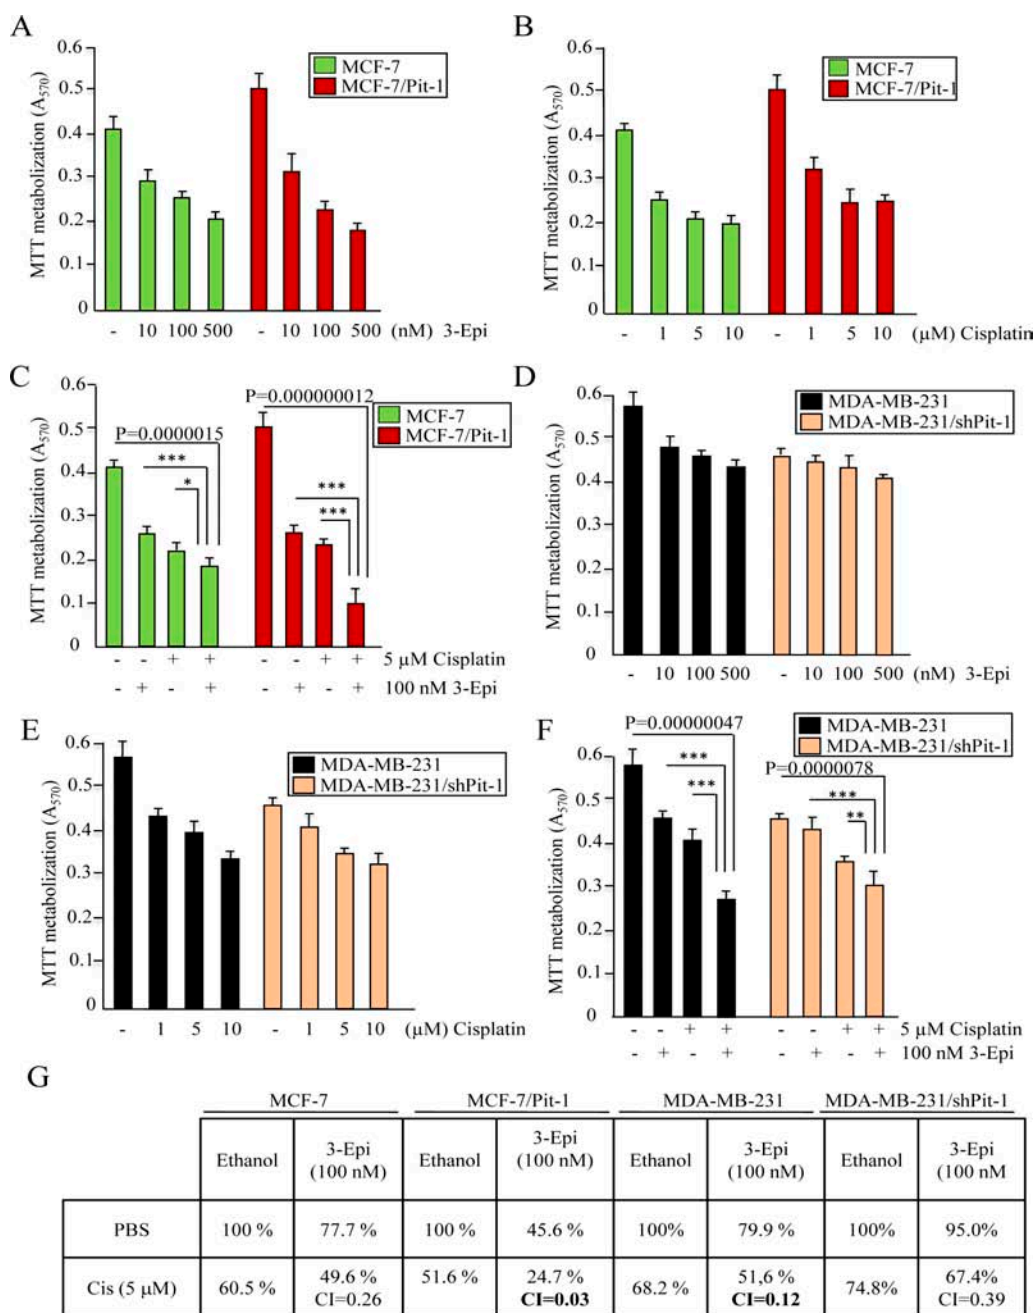 A
0.6
MCF-7
MCF-7/Pit-1
MTT metabolization (A570)
0.4
0.3
0.2
0.1
0
- 10 100 500 - 10 100 500 (nM) 3-Epi
B
0.6
MCF-7
MCF-7/Pit-1
MTT metabolization (A570)
0.4
0.3
0.2
0.1
0
- 1 5 10 - 1 5 10 (µM) Cisplatin
C
0.6
P=0.000000012
MCF-7
MCF-7/Pit-1
P=0.0000015
MTT metabolization (A570)
0.5
0.4
0.3
0.2
0.1
0
***
*
***
***
- - + + - - + + 5 µM Cisplatin
- + - + - + - + 100 nM 3-Epi
D
0.6
MDA-MB-231
MDA-MB-231/shPit-1
MTT metabolization (A570)
0.4
0.3
0.2
0.1
0
- 10 100 500 - 10 100 500 (nM) 3-Epi
E
0.6
MDA-MB-231
MDA-MB-231/shPit-1
MTT metabolization (A570)
0.4
0.3
0.2
0.1
0
- 1 5 10 - 1 5 10 (µM) Cisplatin
F
P=0.00000047
MDA-MB-231
MDA-MB-231/shPit-1
P=0.0000078
MTT metabolization (A570)
0.6
0.4
0.3
0.2
0.1
0
***
***
***
**
- - + + - - + + 5 µM Cisplatin
- + - + - + - + 100 nM 3-Epi
G
MCF-7 MCF-7/Pit-1 MDA-MB-231 MDA-MB-231/shPit-1
Ethanol 3-Epi (100 nM) Ethanol 3-Epi (100 nM) Ethanol 3-Epi (100 nM) Ethanol 3-Epi (100 nM
PBS 100 % 77.7 % 100 % 45.6 % 100% 79.9 % 100% 95.0%
Cis (5 µM) 60.5 % 49.6 % CI=0.26 51.6 % 24.7 % CI=0.03 68.2 % 51,6 % CI=0.12 74.8% 67.4% CI=0.39